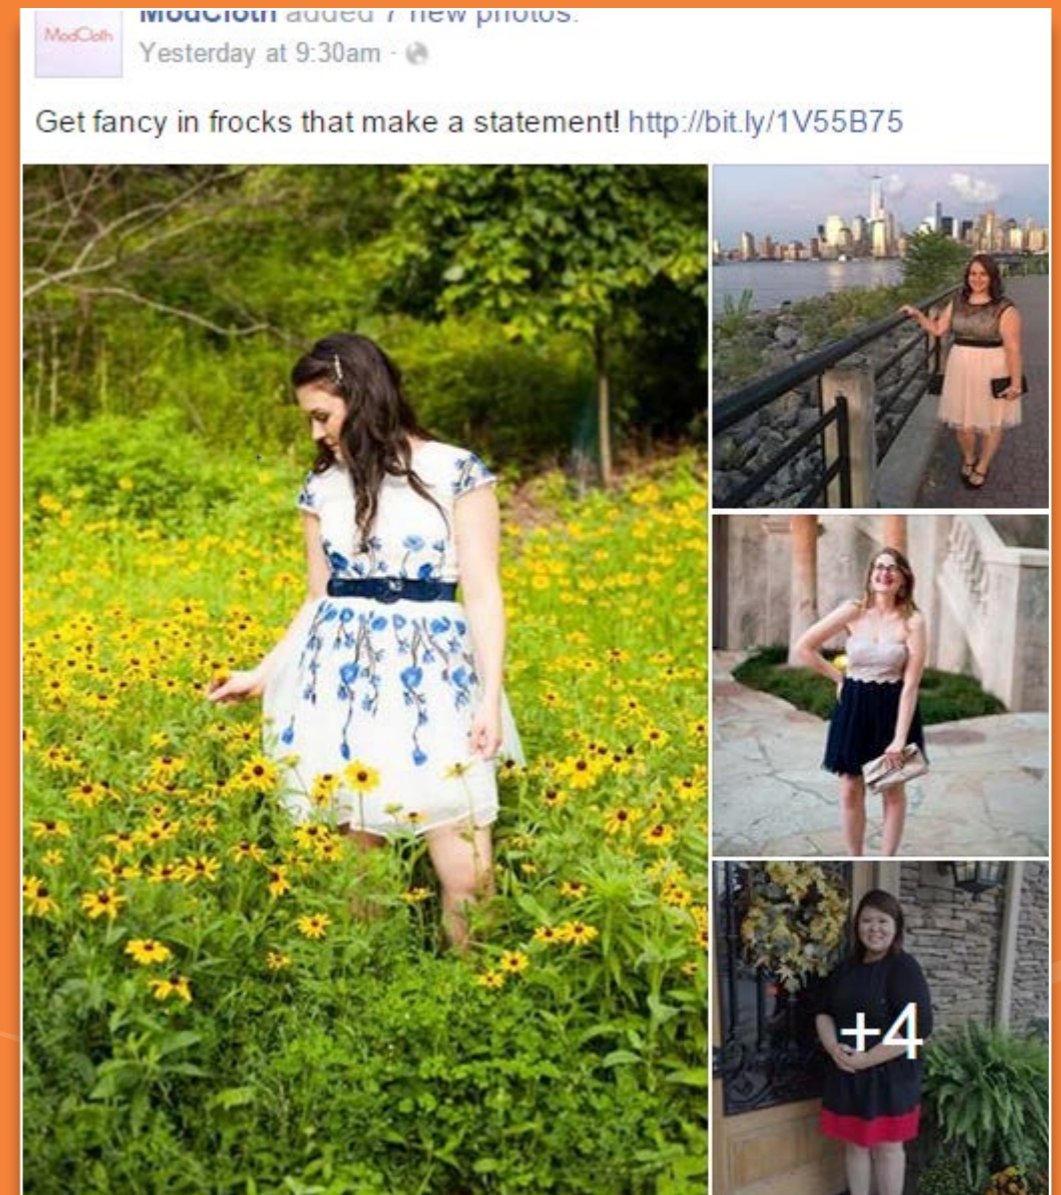 ModCloth added 7 new photos.
ModCloth
Yesterday at 9:30am ·
Get fancy in frocks that make a statement! http://bit.ly/1V55B75
+4